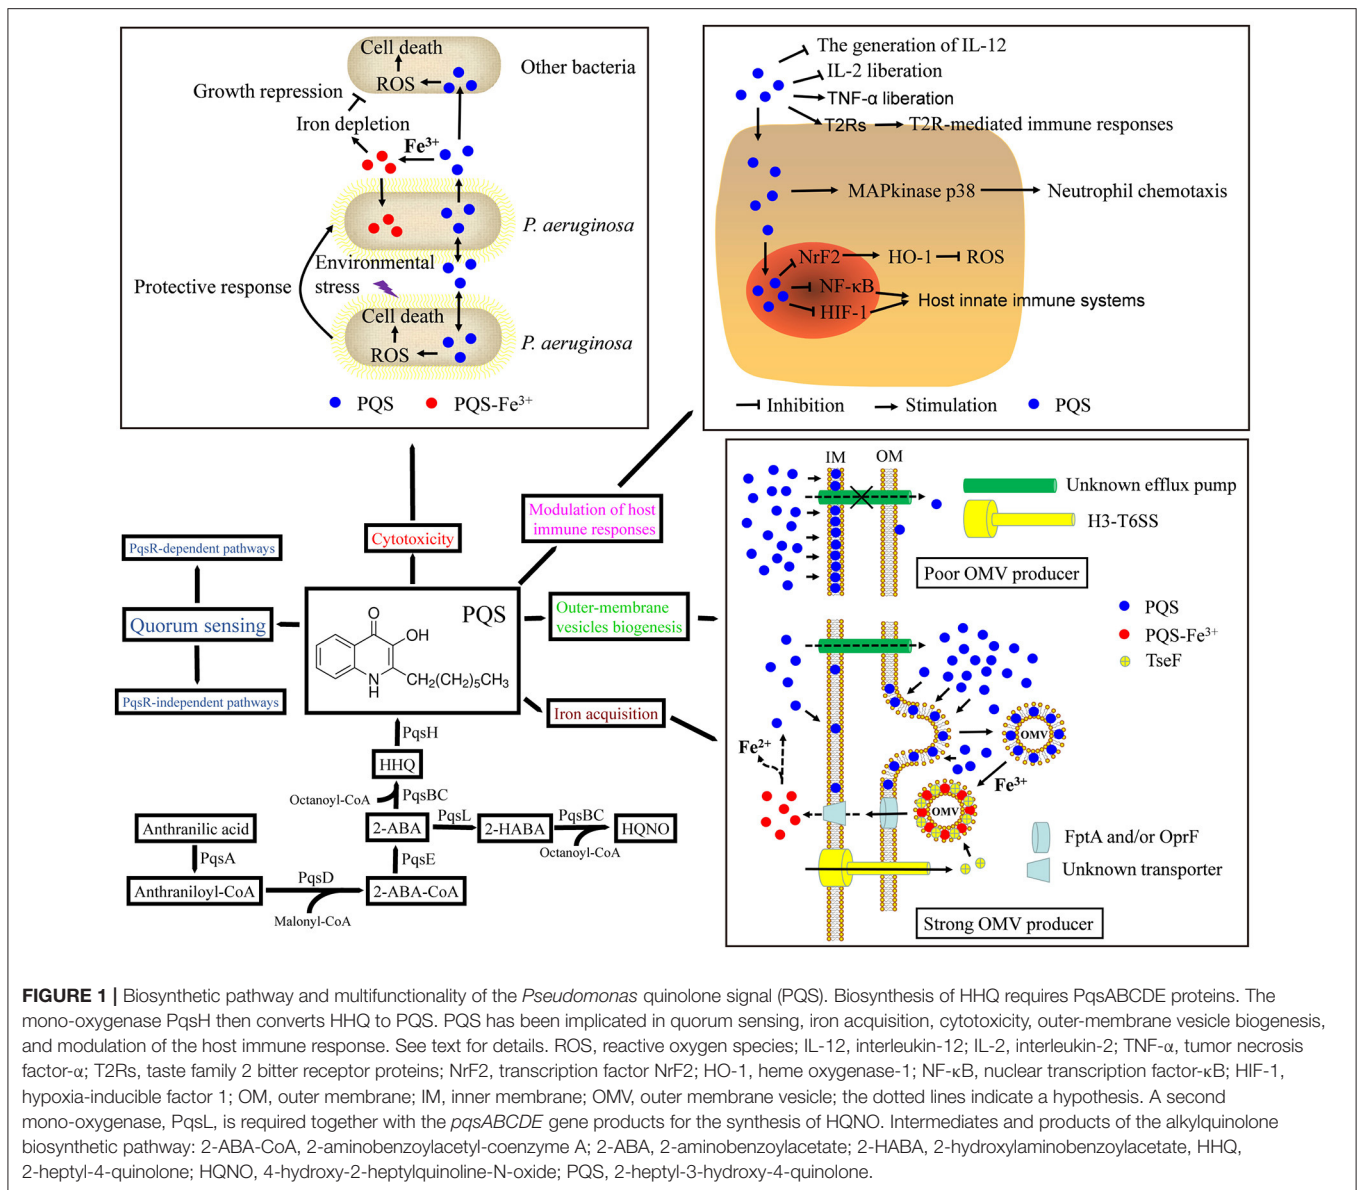 Cell death
ROS
Other bacteria
Growth repression
Iron depletion
Fe³⁺
P. aeruginosa
Environmental
stress
Protective response
Cell death
ROS
P. aeruginosa
PQS
PQS-Fe³⁺
The generation of IL-12
IL-2 liberation
TNF-α liberation
T2Rs
T2R-mediated immune responses
MAPkinase p38
Neutrophil chemotaxis
NrF2
HO-1
ROS
NF-κB
HIF-1
Host innate immune systems
Inhibition
Stimulation
PQS
Cytotoxicity
Modulation of host
immune responses
PqsR-dependent pathways
Quorum sensing
PqsR-independent pathways
PQS
O
OH
N
H
CH₂(CH₂)₅CH₃
Outer-membrane
vesicles biogenesis
Iron acquisition
PqsH
HHQ
Octanoyl-CoA
PqsBC
Anthranilic acid
2-ABA
PqsL
2-HABA
PqsBC
HQNO
Octanoyl-CoA
PqsA
PqsE
Anthraniloyl-CoA
PqsD
2-ABA-CoA
Malonyl-CoA
IM
OM
Unknown efflux pump
H3-T6SS
Poor OMV producer
PQS
PQS-Fe³⁺
TseF
OMV
Fe²⁺
Fe³⁺
OMV
FptA and/or OprF
Unknown transporter
Strong OMV producer
FIGURE 1 | Biosynthetic pathway and multifunctionality of the Pseudomonas quinolone signal (PQS). Biosynthesis of HHQ requires PqsABCDE proteins. The
mono-oxygenase PqsH then converts HHQ to PQS. PQS has been implicated in quorum sensing, iron acquisition, cytotoxicity, outer-membrane vesicle biogenesis,
and modulation of the host immune response. See text for details. ROS, reactive oxygen species; IL-12, interleukin-12; IL-2, interleukin-2; TNF-α, tumor necrosis
factor-α; T2Rs, taste family 2 bitter receptor proteins; NrF2, transcription factor NrF2; HO-1, heme oxygenase-1; NF-κB, nuclear transcription factor-κB; HIF-1,
hypoxia-inducible factor 1; OM, outer membrane; IM, inner membrane; OMV, outer membrane vesicle; the dotted lines indicate a hypothesis. A second
mono-oxygenase, PqsL, is required together with the pqsABCDE gene products for the synthesis of HQNO. Intermediates and products of the alkylquinolone
biosynthetic pathway: 2-ABA-CoA, 2-aminobenzoylacetyl-coenzyme A; 2-ABA, 2-aminobenzoylacetate; 2-HABA, 2-hydroxylaminobenzoylacetate, HHQ,
2-heptyl-4-quinolone; HQNO, 4-hydroxy-2-heptylquinoline-N-oxide; PQS, 2-heptyl-3-hydroxy-4-quinolone.